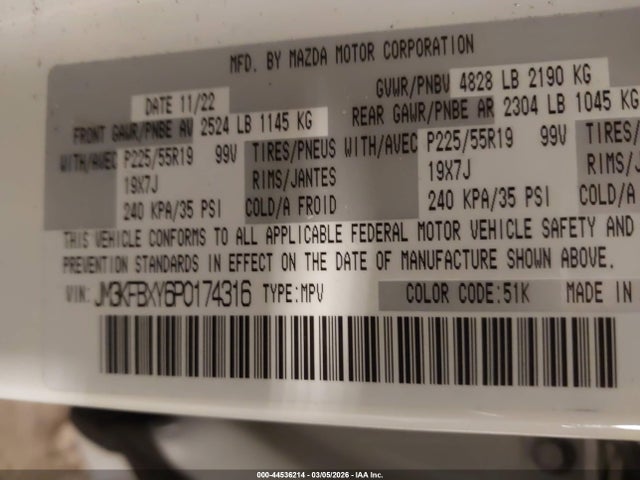 MFD. BY MAZDA MOTOR CORPORATION
DATE 11/22 GVWR/PNBV 4828 LB 2190 KG
FRONT GAWR/PNBE AV 2524 LB 1145 KG REAR GAWR/PNBE AR 2304 LB 1045 KG
WITH/AVEC P225/55R19 99V TIRES/PNEUS WITH/AVEC P225/55R19 99V TIRES/
19X7J RIMS/JANTES 19X7J RIMS/J
240 KPA/35 PSI COLD/A FROID 240 KPA/35 PSI COLD/A
THIS VEHICLE CONFORMS TO ALL APPLICABLE FEDERAL MOTOR VEHICLE SAFETY AND
PREVENTION STANDARDS IN EFFECT ON THE DATE OF MANUFACTURE SHOWN ABOVE.
VIN: JM3KFBXY6P0174316 TYPE:MPV COLOR CODE:51K MADE IN
000-44536214 - 03/05/2026 - IAA Inc.